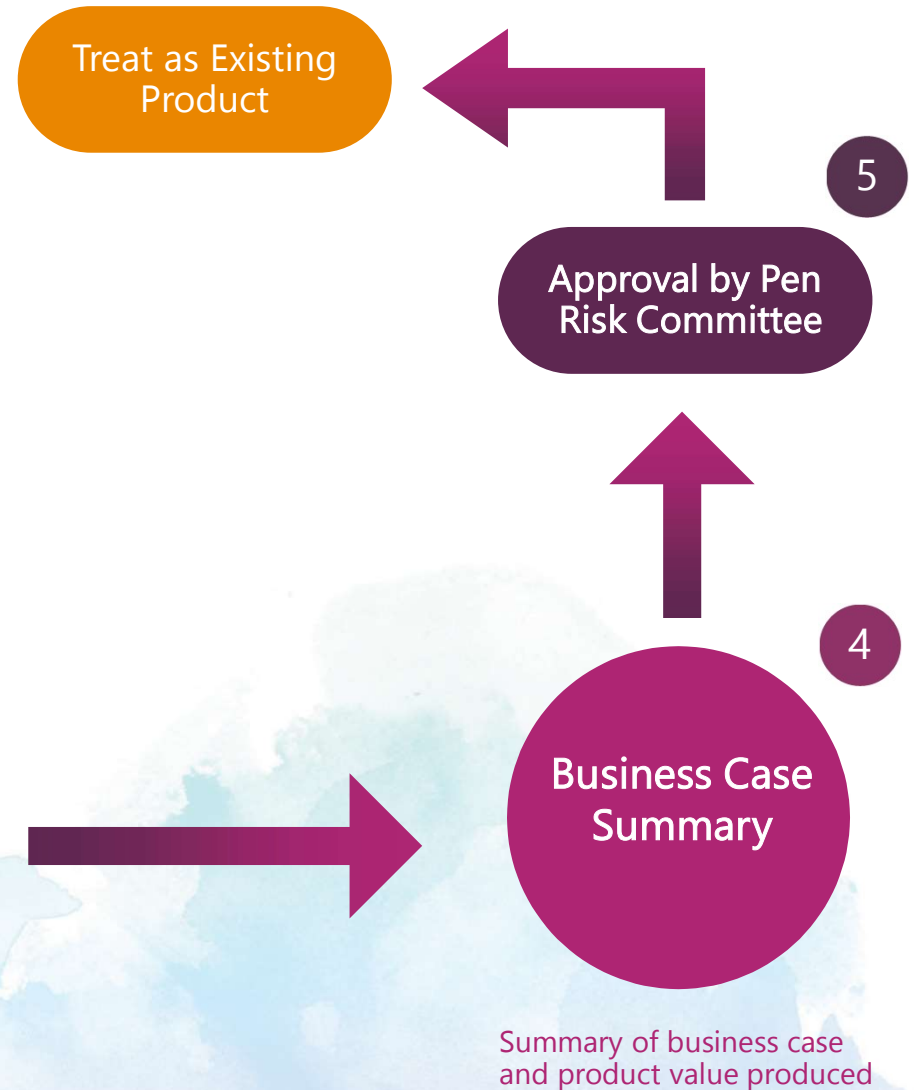 Treat as Existing
Product
5
Approval by Pen
Risk Committee
4
Business Case
Summary
Summary of business case
and product value produced